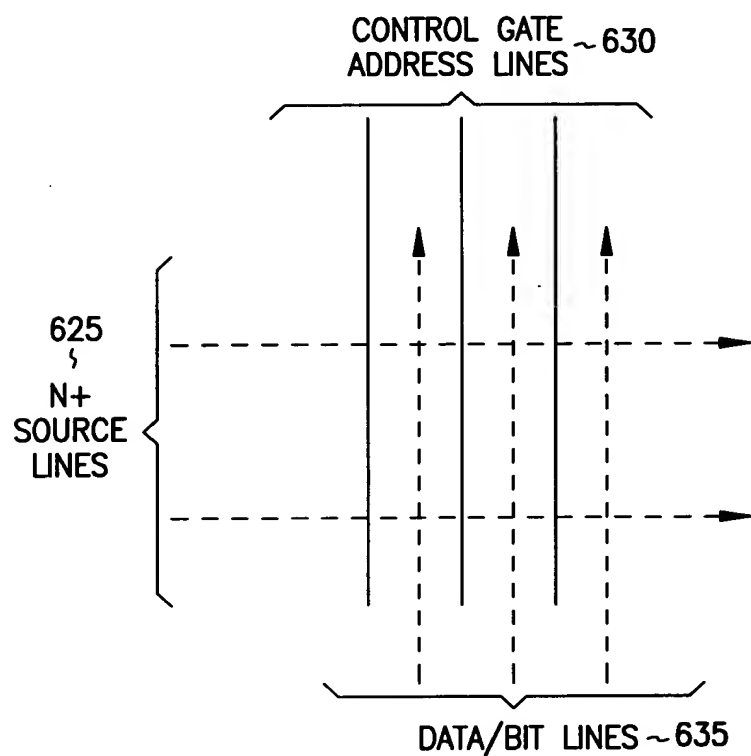 CONTROL GATE
ADDRESS LINES ~630
625
N+
SOURCE
LINES
DATA/BIT LINES ~635